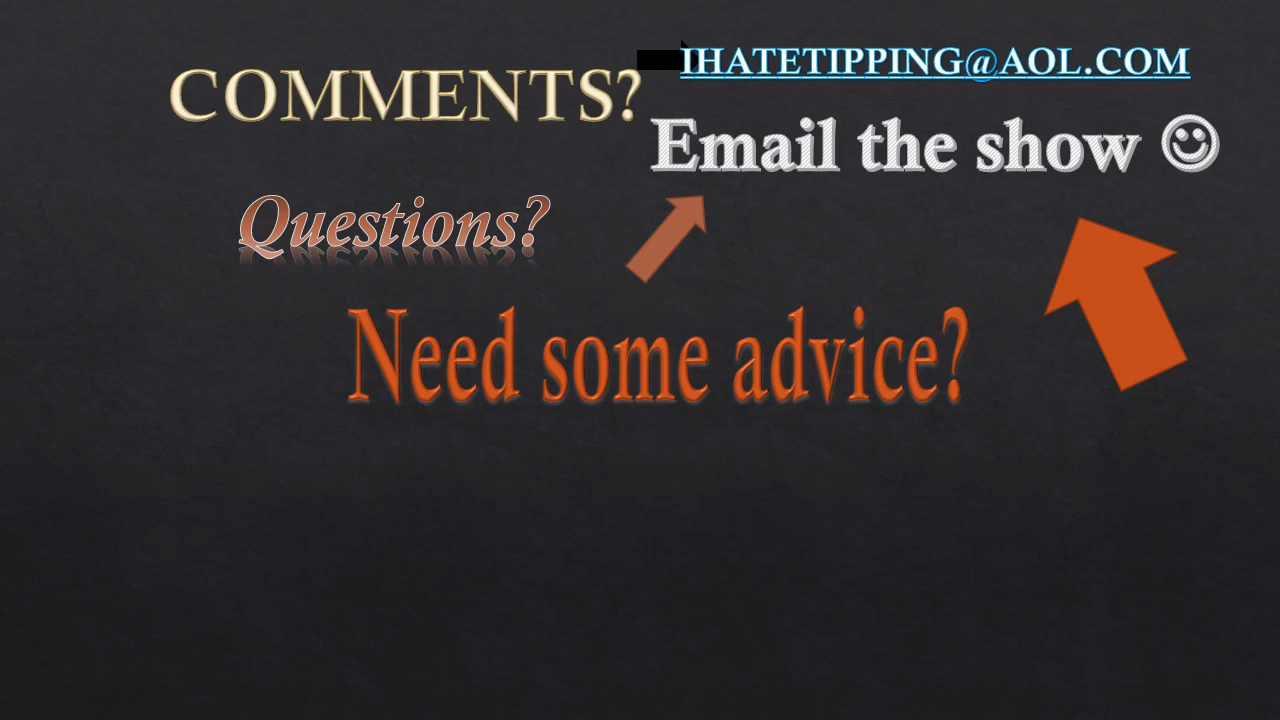 IHATETIPPING@AOL.COM
COMMENTS?
Email the show ☺
Questions?
Need some advice?